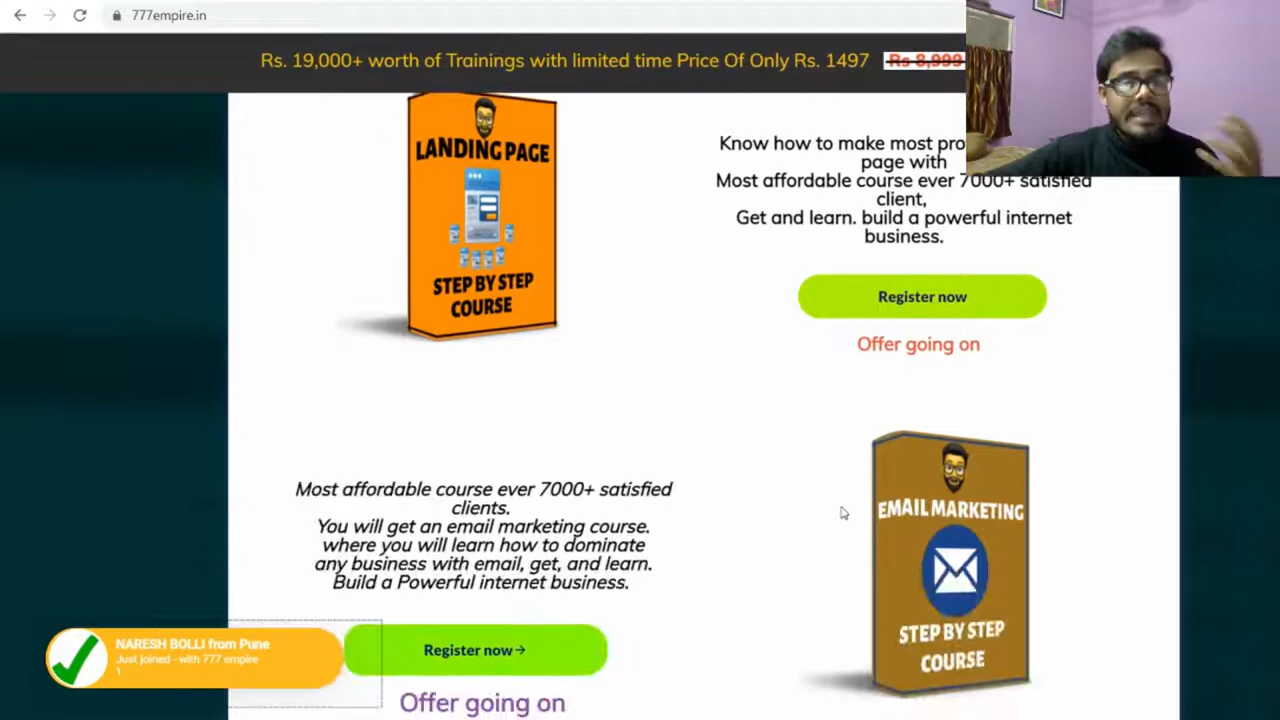 777empire.in
Rs. 19,000+ worth of Trainings with limited time Price Of Only Rs. 1497 Rs 8,999
LANDING PAGE
STEP BY STEP
COURSE
Know how to make most
page with
Most affordable course ever 7000+ satisfied
client,
Get and learn. build a powerful internet
business.
Register now
Offer going on
Most affordable course ever 7000+ satisfied
clients.
You will get an email marketing course.
where you will learn how to dominate
any business with email, get, and learn.
Build a Powerful internet business.
Register now→
Offer going on
EMAIL MARKETING
STEP BY STEP
COURSE
NARESH BOLLI from Pune
Just joined - with 777 empire
1